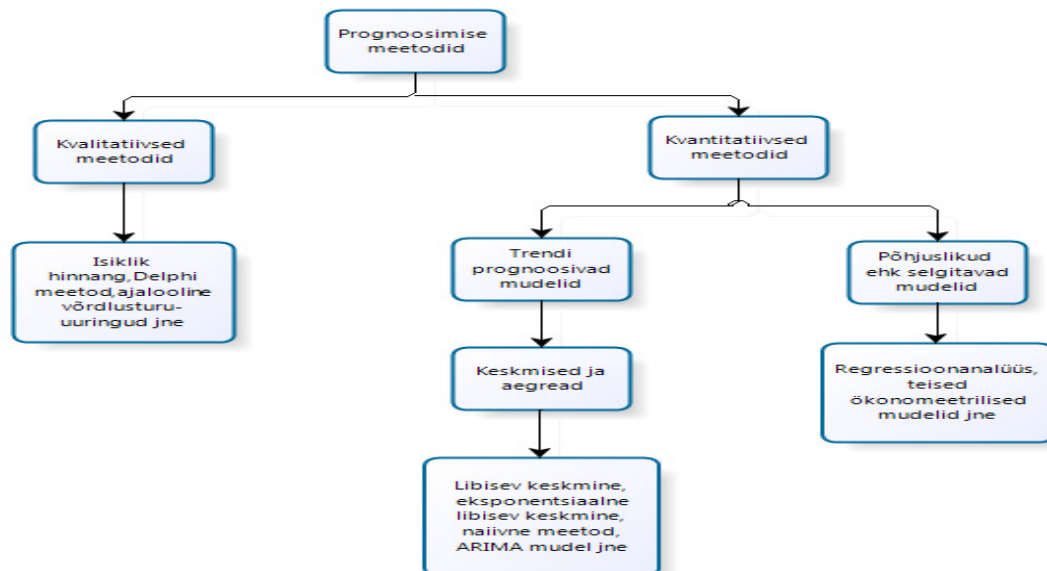 Prognoosimise
meetodid
Kvalitatiivsed
meetodid
Kvantitatiivsed
meetodid
Isiklik
hinnang,Delphi
meetod,ajalooline
võrdlusturu-
uuringud jne
Trendi
prognoosivad
mudelid
Põhjuslikud
ehk selgitavad
mudelid
Keskmised ja
aegread
Regressioonanalüüs,
teised
ökonomeetrilised
mudelid jne
Libisev keskmine,
eksponentsiaalne
libisev keskmine,
naiivne meetod,
ARIMA mudel jne